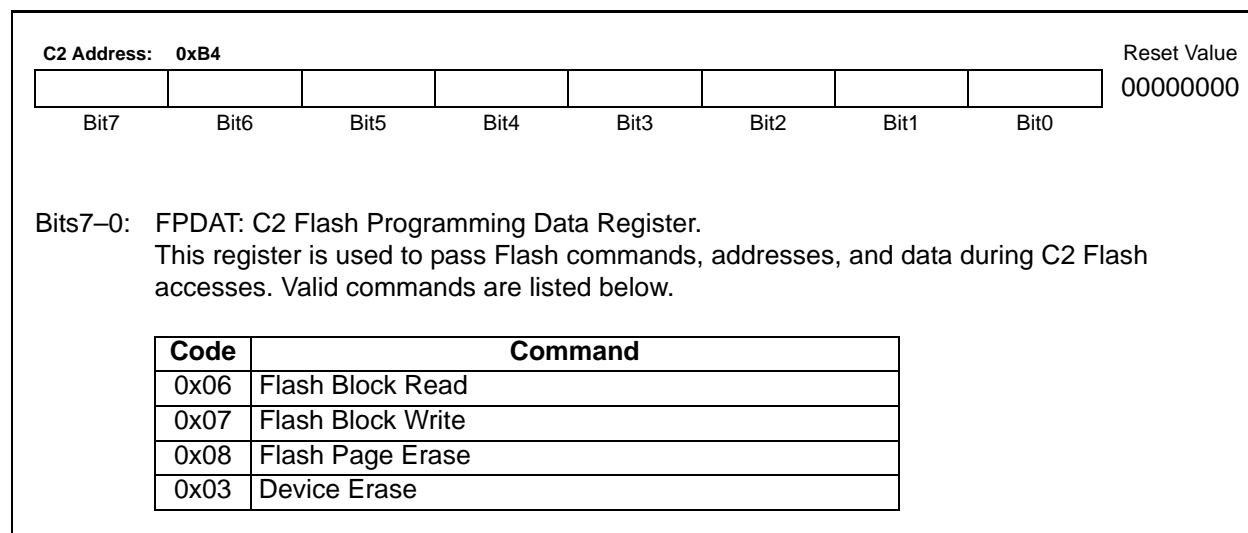 C2 Address: 0xB4 Reset Value
00000000
Bit7 Bit6 Bit5 Bit4 Bit3 Bit2 Bit1 Bit0
Bits7–0: FPDAT: C2 Flash Programming Data Register.
This register is used to pass Flash commands, addresses, and data during C2 Flash
accesses. Valid commands are listed below.
Code Command
0x06 Flash Block Read
0x07 Flash Block Write
0x08 Flash Page Erase
0x03 Device Erase